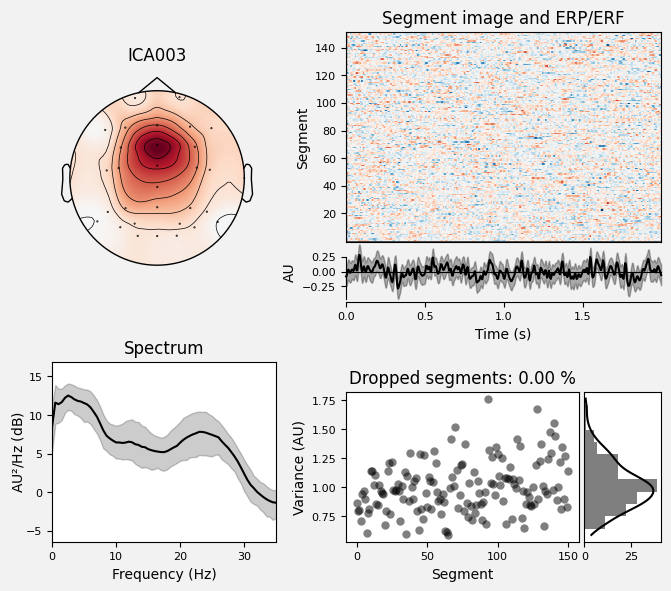 ICA003
Segment image and ERP/ERF
140
120
100
80
60
40
20
Segment
0.25
0.00
−0.25
AU
0.0 0.5 1.0 1.5
Time (s)
Spectrum
15
10
5
0
−5
AU²/Hz (dB)
0 10 20 30
Frequency (Hz)
Dropped segments: 0.00 %
1.75
1.50
1.25
1.00
0.75
Variance (AU)
0 50 100 150
Segment
0 25